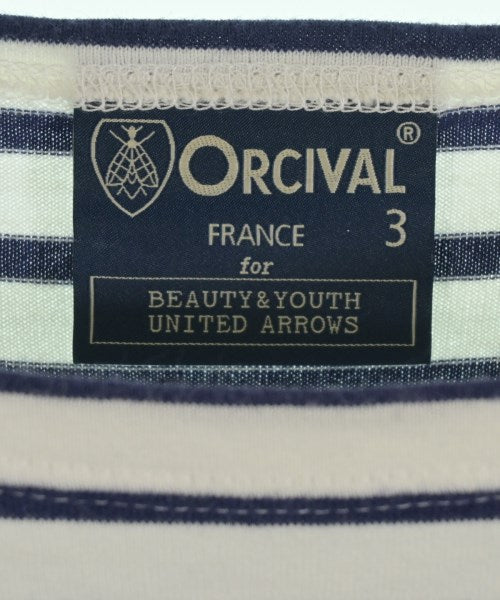 ORCIVAL®
FRANCE 3
for
BEAUTY&YOUTH
UNITED ARROWS